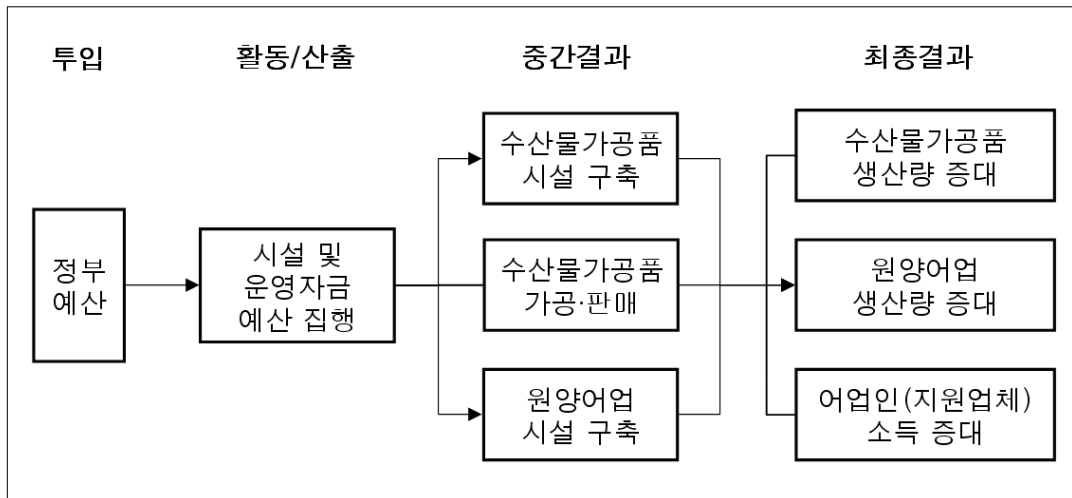 투입
활동/산출
중간결과
최종결과
정부
예산
시설 및
운영자금
예산 집행
수산물가공품
시설 구축
수산물가공품
가공·판매
원양어업
시설 구축
수산물가공품
생산량 증대
원양어업
생산량 증대
어업인(지원업체)
소득 증대